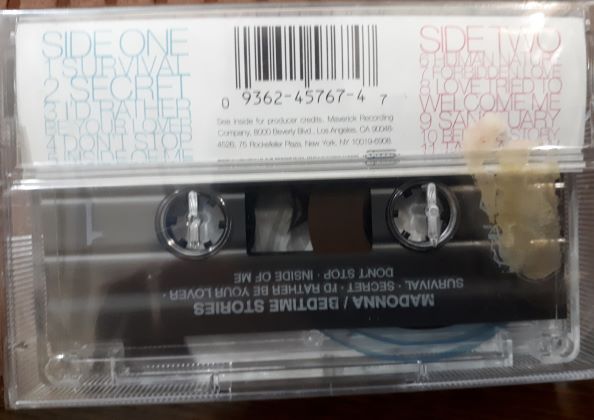 SIDE ONE
1 SURVIVAL
2 SECRET
3 I'D RATHER
BE YOUR LOVER
4 DON'T STOP
5 INSIDE OF ME
0 9362-45767-4 7
See inside for producer credits. Maverick Recording
Company, 8000 Beverly Blvd., Los Angeles, CA 90048-
4526, 75 Rockefeller Plaza, New York, NY 10019-6908.
SIDE TWO
6 HUMAN NATURE
7 FORBIDDEN LOVE
8 LOVE TRIED TO
WELCOME ME
9 SANCTUARY
10 BEDTIME STORY
11
MADONNA / BEDTIME STORIES
SURVIVAL · SECRET · I'D RATHER BE YOUR LOVER ·
DON'T STOP · INSIDE OF ME